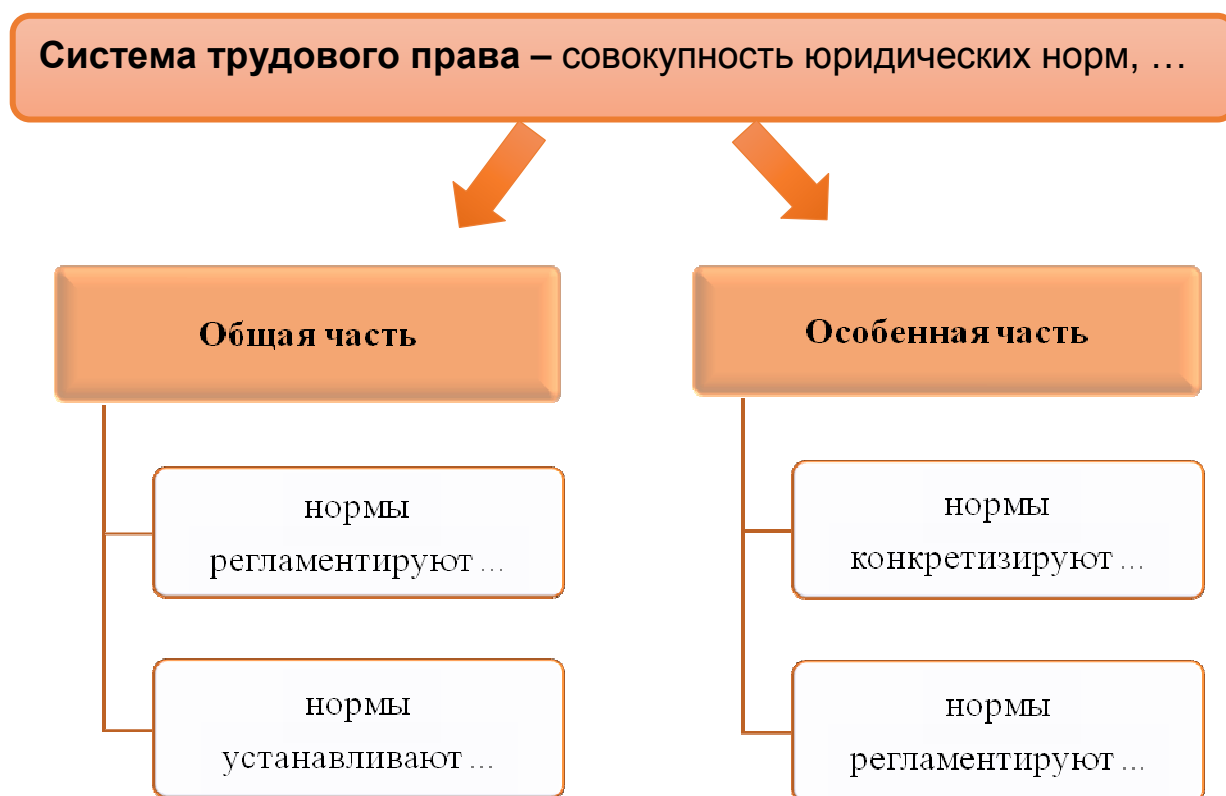 Система трудового права – совокупность юридических норм, …
Общая часть
Особенная часть
нормы
регламентируют ...
нормы
конкретизируют ...
нормы
устанавливают ...
нормы
регламентируют ...